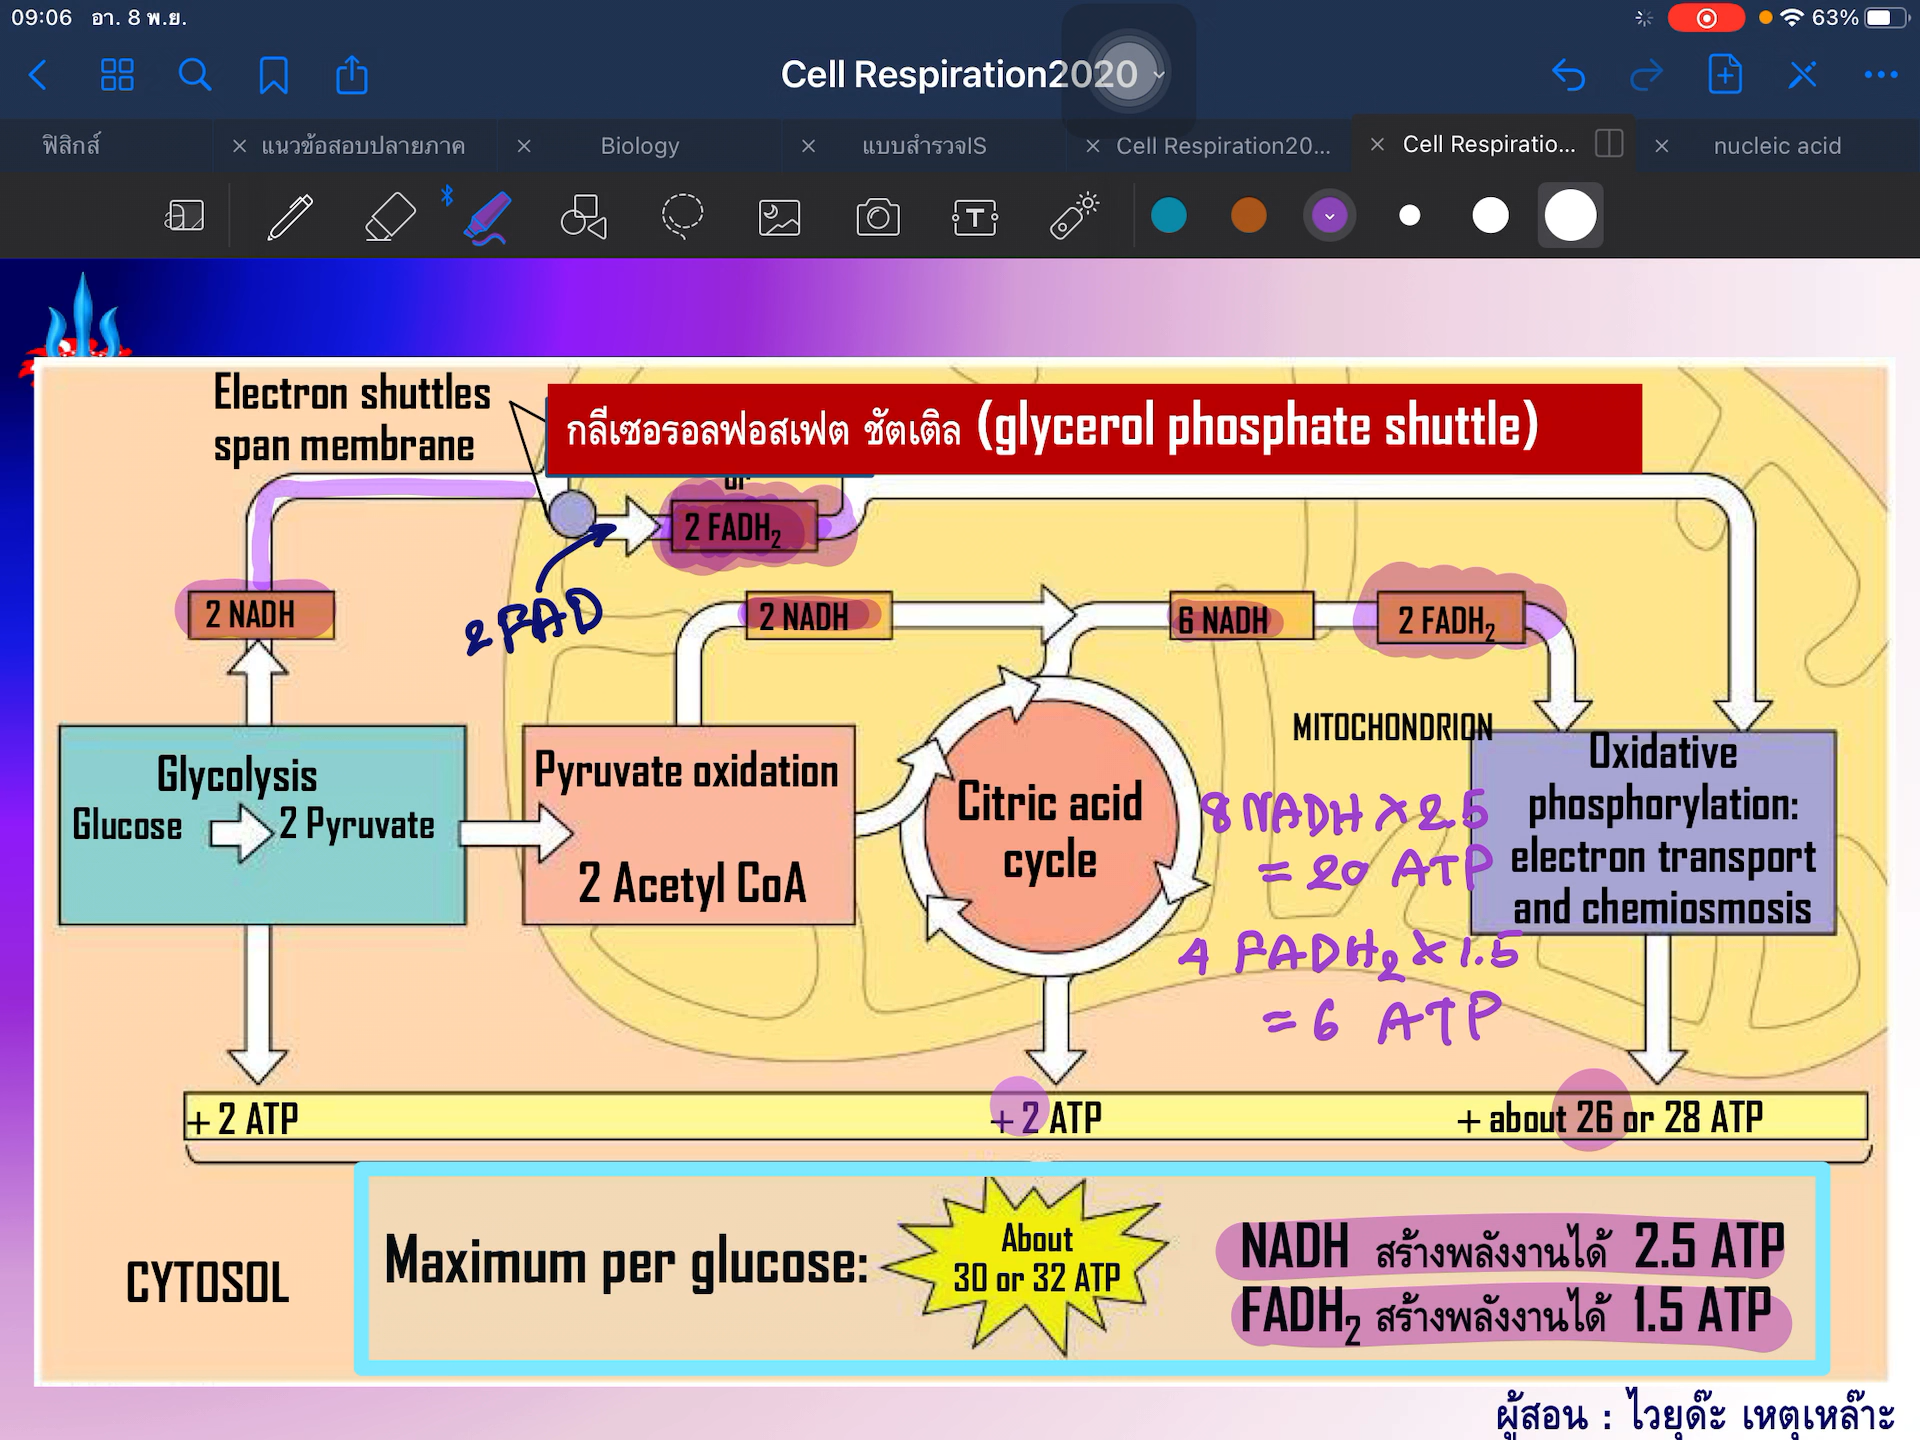 09:06 อา. 8 พ.ย.
63%
Cell Respiration2020
ฟิสิกส์
แนวข้อสอบปลายภาค
Biology
แบบสำรวจIS
Cell Respiration20...
Cell Respiratio...
nucleic acid
Electron shuttles
span membrane
กลีเซอรอลฟอสเฟต ชัตเติล (glycerol phosphate shuttle)
or
2 FADH₂
2 FAD
2 NADH
2 NADH
6 NADH
2 FADH₂
MITOCHONDRION
Glycolysis
Glucose
2 Pyruvate
Pyruvate oxidation
2 Acetyl CoA
Citric acid
cycle
8 NADH × 2.5
= 20 ATP
4 FADH₂ × 1.5
= 6 ATP
Oxidative
phosphorylation:
electron transport
and chemiosmosis
+ 2 ATP
+ 2 ATP
+ about 26 or 28 ATP
CYTOSOL
Maximum per glucose:
About
30 or 32 ATP
NADH สร้างพลังงานได้ 2.5 ATP
FADH₂ สร้างพลังงานได้ 1.5 ATP
ผู้สอน : ไวยุด๊ะ เหตุเหล๊าะ